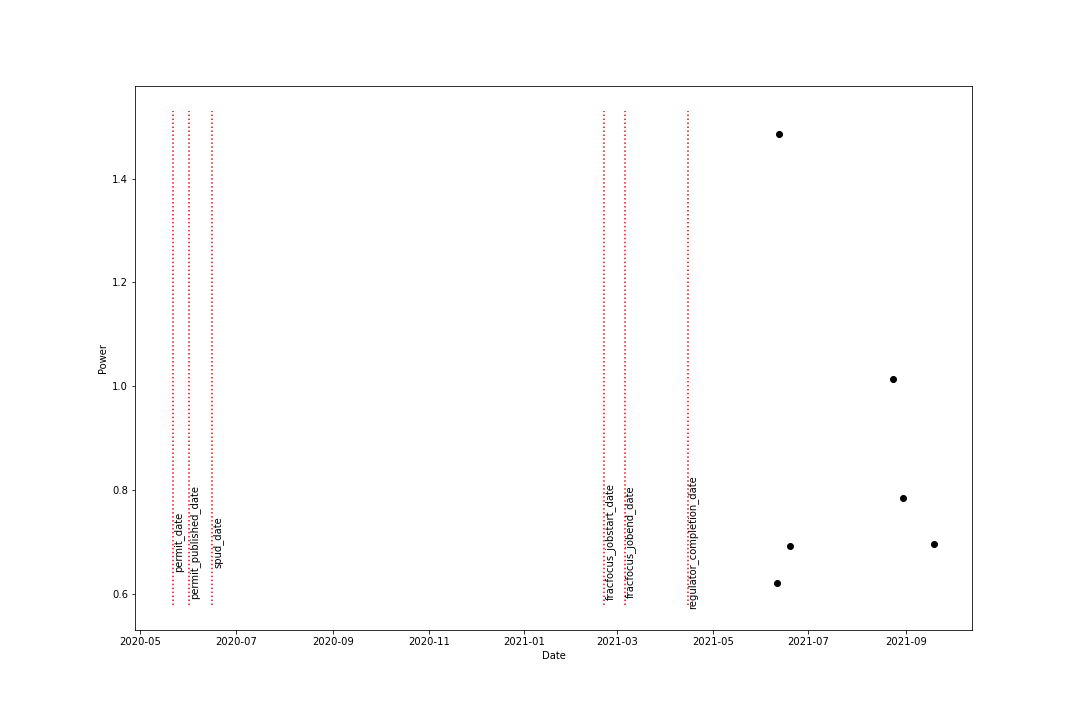 1.4
1.2
1.0
0.8
0.6
Power
permit_date
permit_published_date
spud_date
fracfocus_jobstart_date
fracfocus_jobend_date
regulator_completion_date
2020-05 2020-07 2020-09 2020-11 2021-01 2021-03 2021-05 2021-07 2021-09
Date